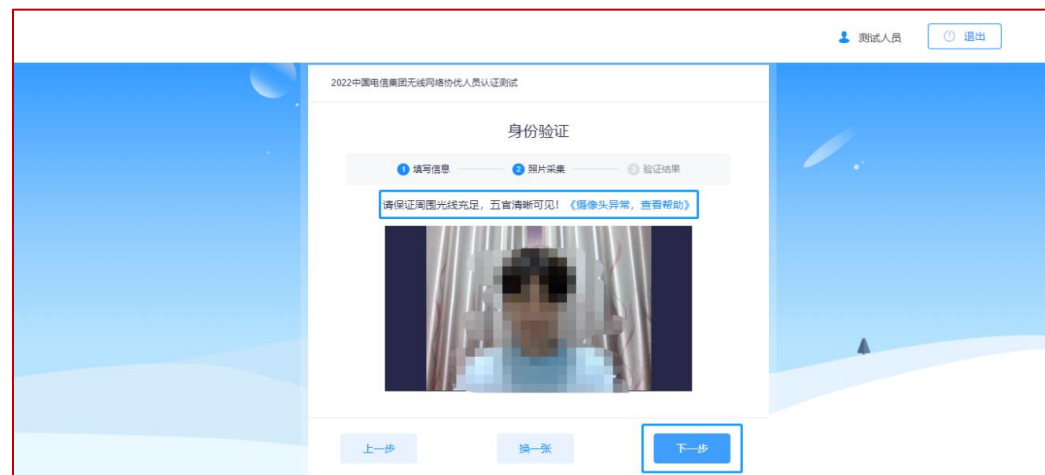 测试人员
退出
2022中国电信集团无线网络协优人员认证测试
身份验证
1 填写信息 2 照片采集 3 验证结果
请保证周围光线充足，五官清晰可见！《摄像头异常，查看帮助》
上一步 换一张 下一步